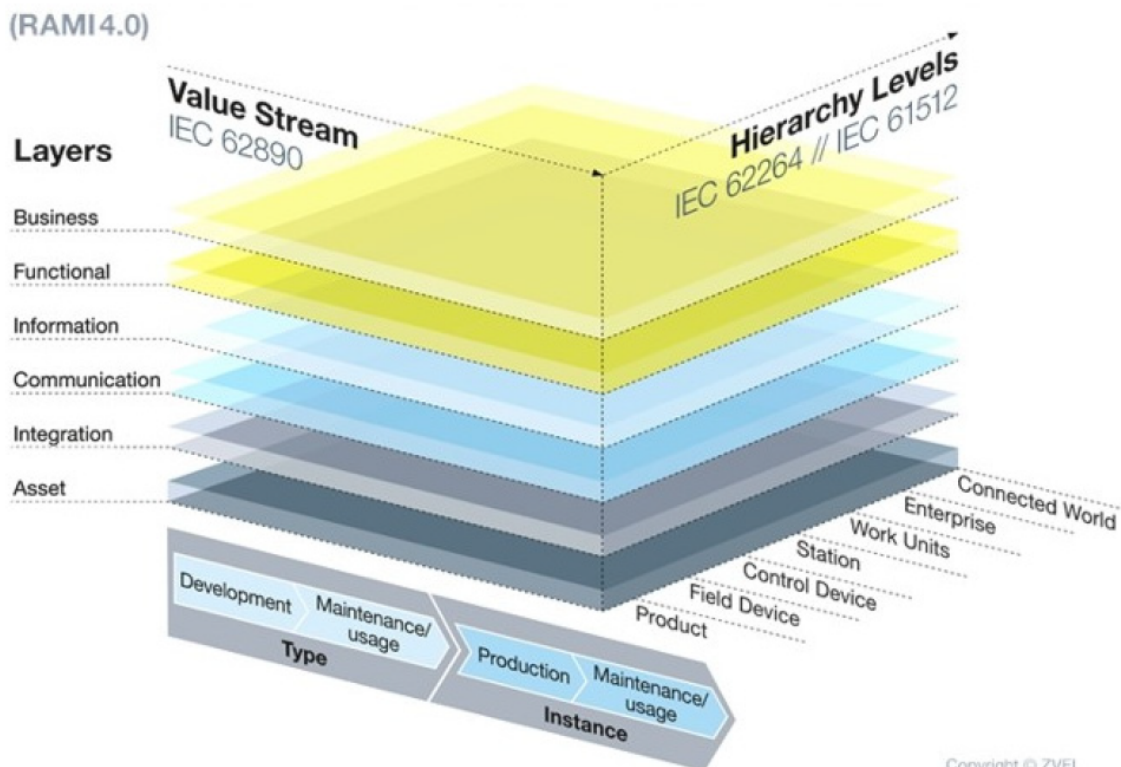 (RAMI 4.0)
Value Stream
IEC 62890
Hierarchy Levels
IEC 62264 // IEC 61512
Layers
Business
Functional
Information
Communication
Integration
Asset
Connected World
Enterprise
Work Units
Station
Control Device
Field Device
Product
Development
Maintenance/
usage
Type
Production
Maintenance/
usage
Instance
Copyright © ZVEI